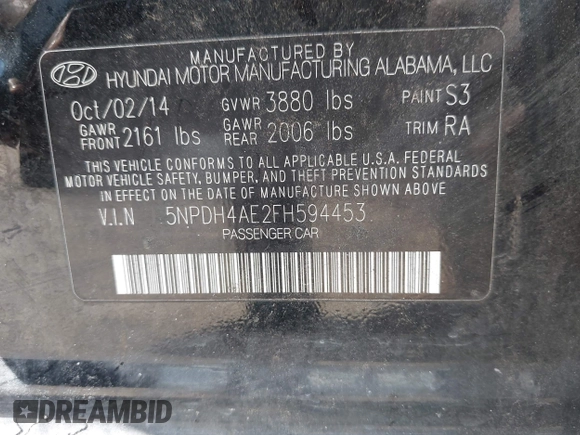 MANUFACTURED BY
HYUNDAI MOTOR MANUFACTURING ALABAMA, LLC
Oct/02/14 GVWR 3880 lbs PAINT S3
GAWR FRONT 2161 lbs GAWR REAR 2006 lbs TRIM RA
THIS VEHICLE CONFORMS TO ALL APPLICABLE U.S.A. FEDERAL
MOTOR VEHICLE SAFETY, BUMPER, AND THEFT PREVENTION STANDARDS
IN EFFECT ON THE DATE OF MANUFACTURE SHOWN ABOVE
V.I.N 5NPDH4AE2FH594453
PASSENGER CAR
DREAMBID